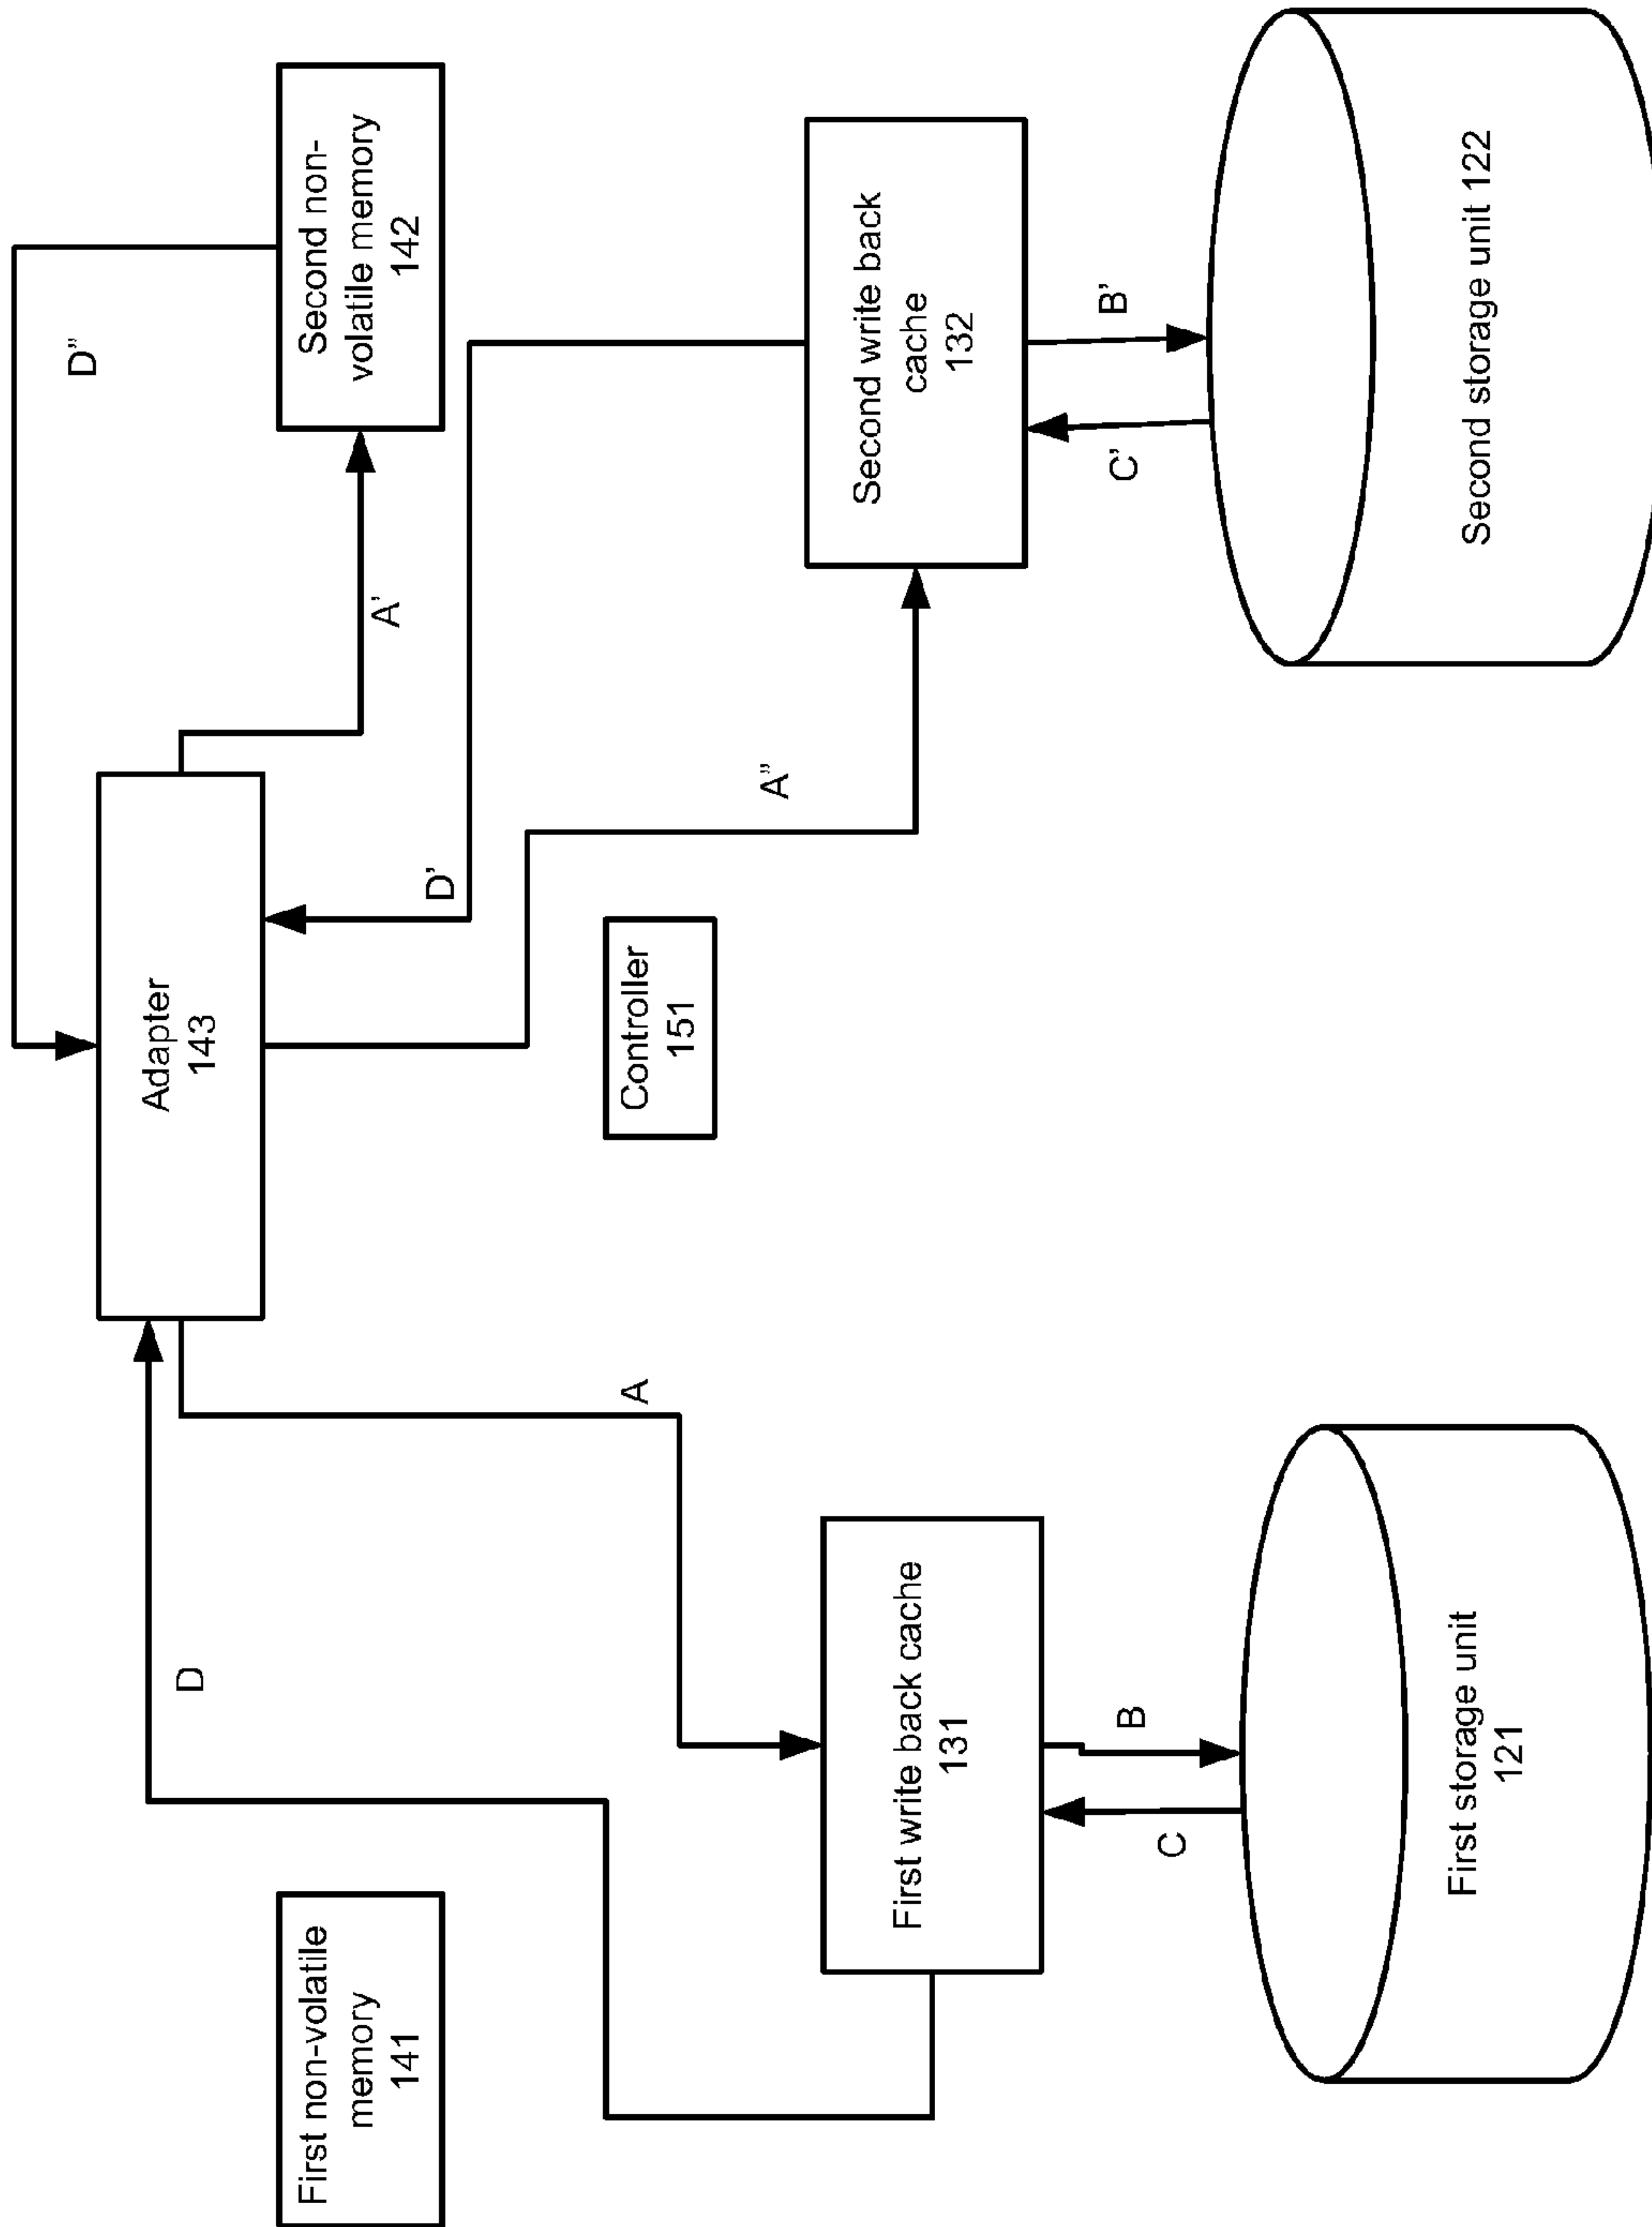 D”
Adapter
143
Second non-
volatile memory
142
A’
D
D’
First non-volatile
memory
141
A
Controller
151
A”
First write back cache
131
Second write back
cache
132
C
B
C’
B’
First storage unit
121
Second storage unit 122